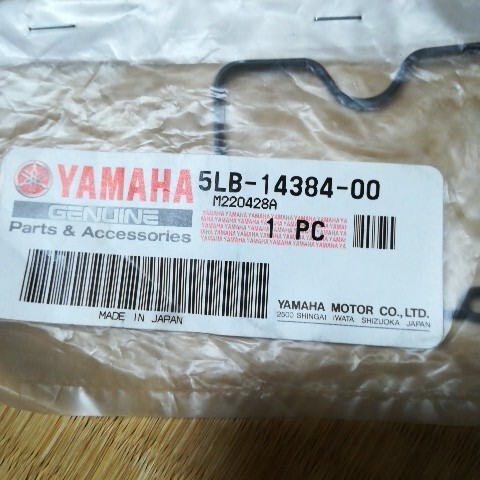 YAMAHA 5LB-14384-00
GENUINE M220428A
Parts & Accessories 1 PC
YAMAHA MOTOR CO.,LTD.
2500 SHINGAI IWATA SHIZUOKA JAPAN
MADE IN JAPAN